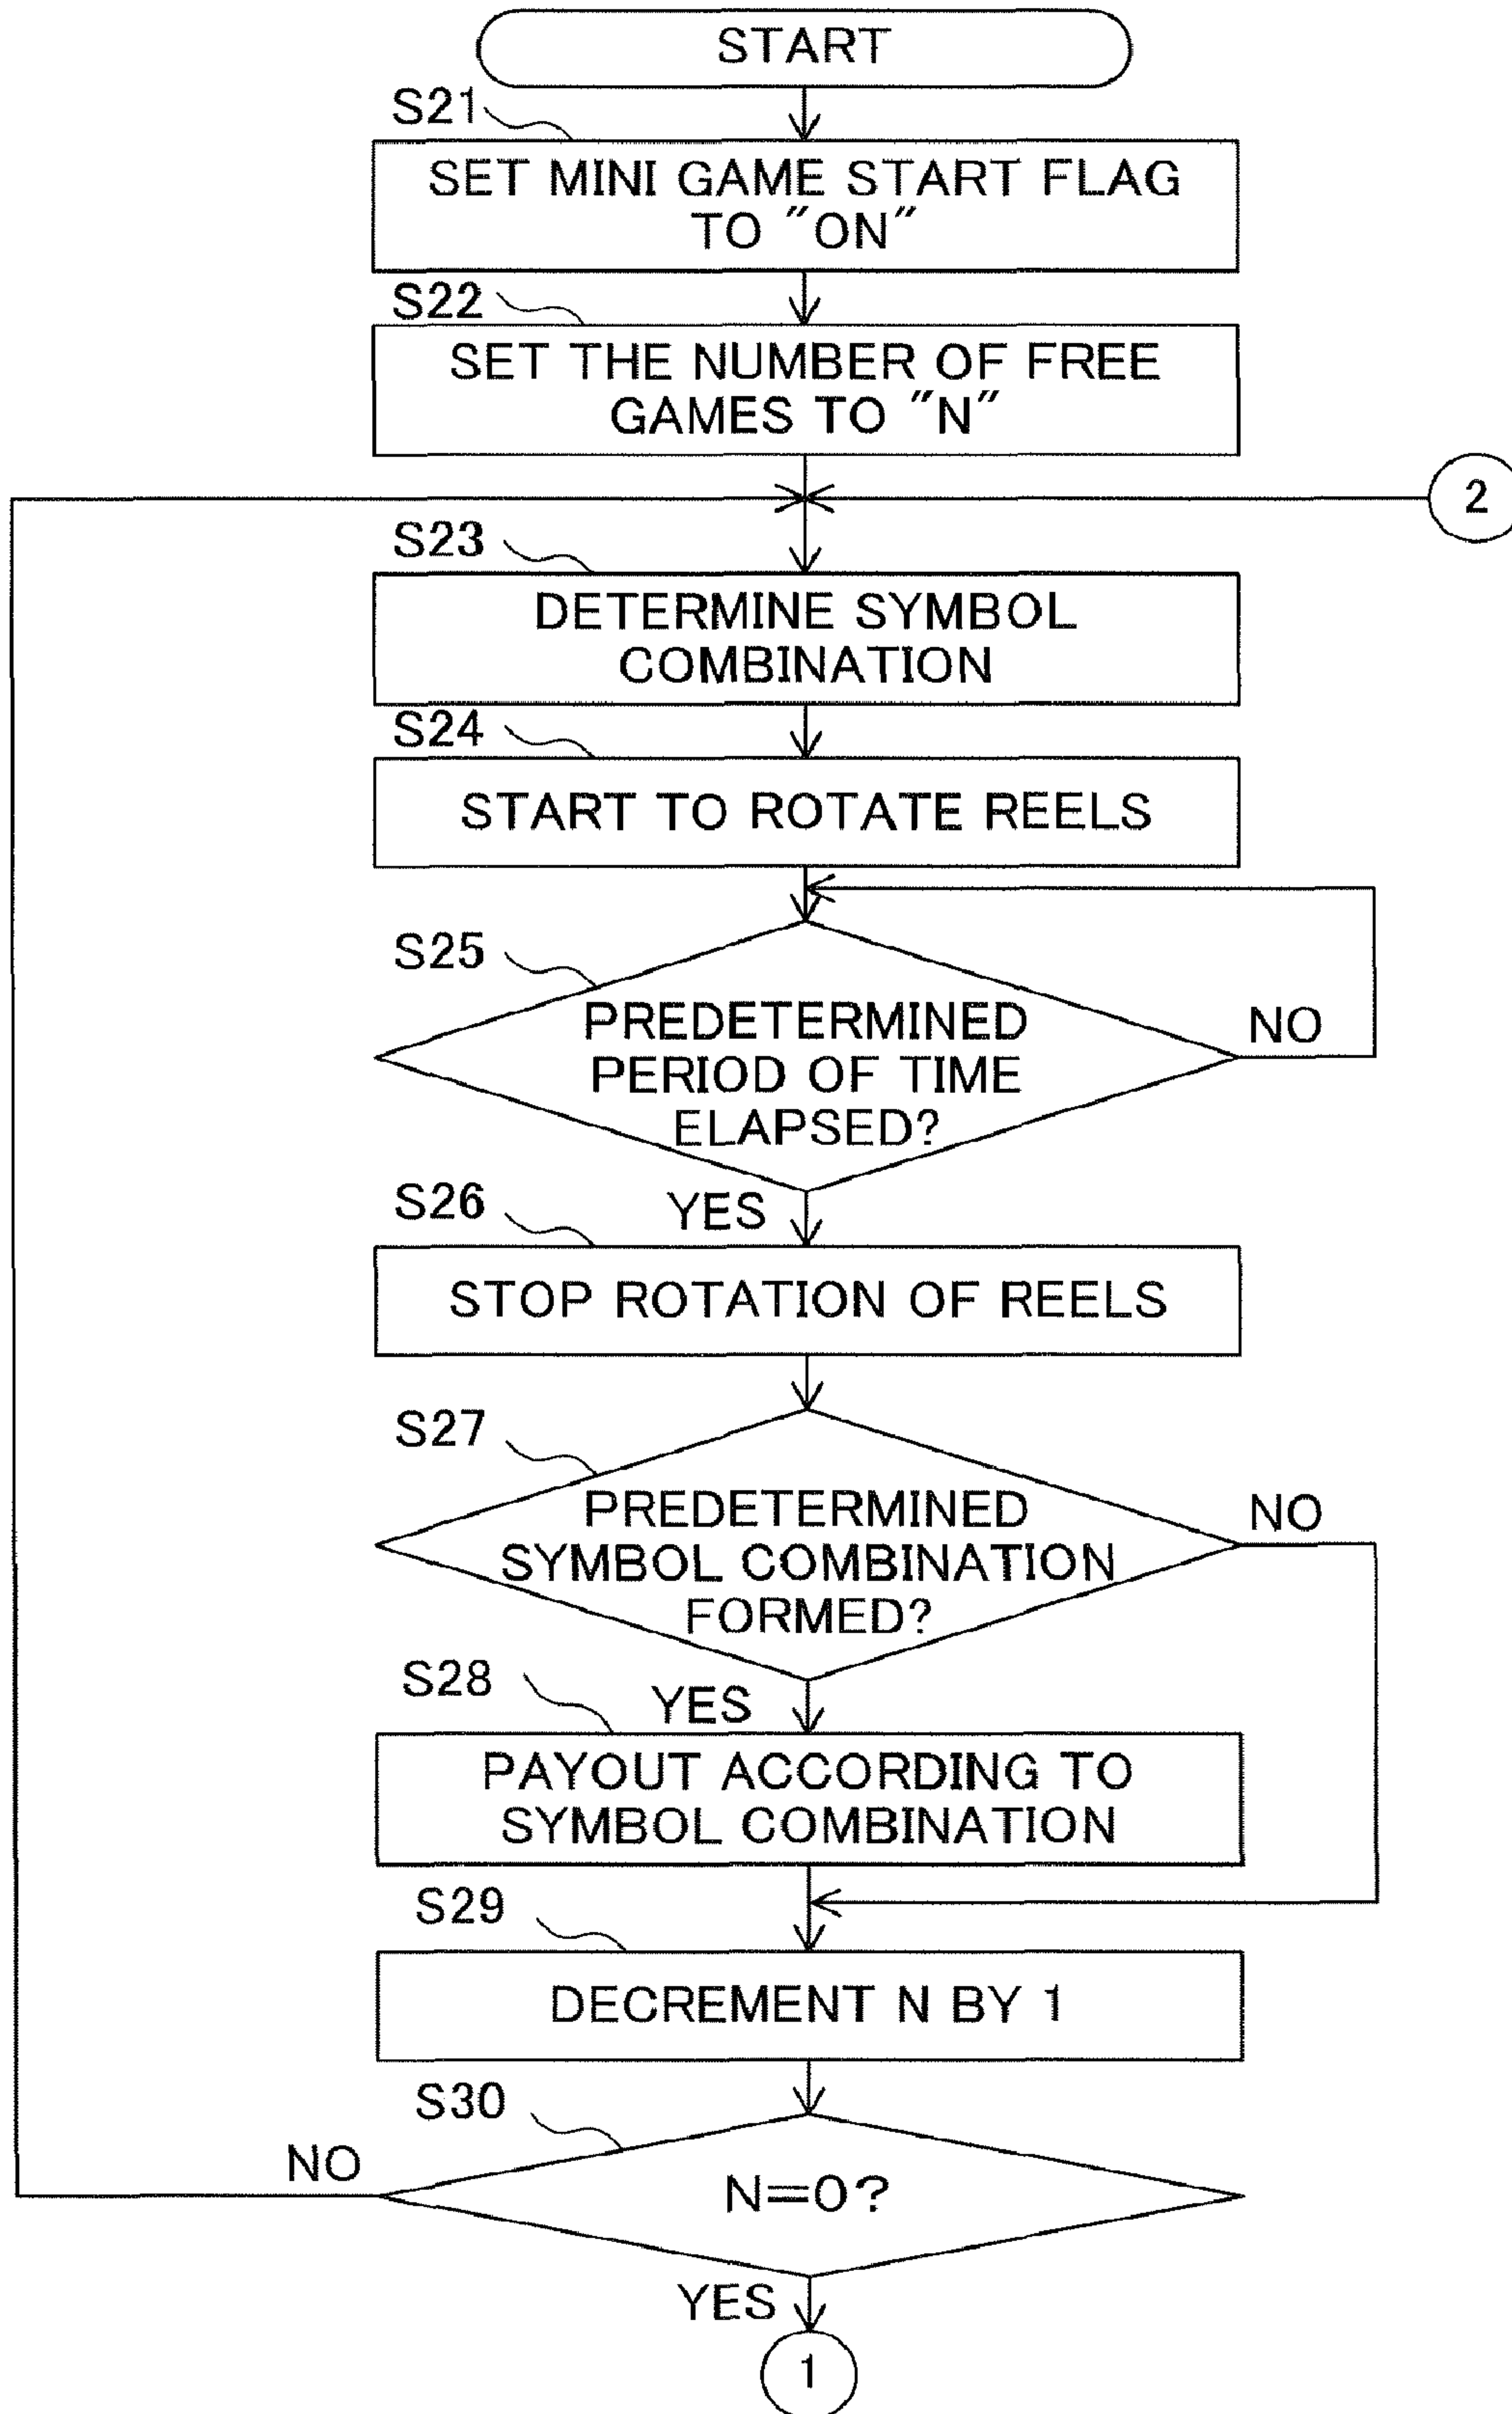 START
S21
SET MINI GAME START FLAG
TO "ON"
S22
SET THE NUMBER OF FREE
GAMES TO "N"
2
S23
DETERMINE SYMBOL
COMBINATION
S24
START TO ROTATE REELS
S25
PREDETERMINED
PERIOD OF TIME
ELAPSED?
NO
YES
S26
STOP ROTATION OF REELS
S27
PREDETERMINED
SYMBOL COMBINATION
FORMED?
NO
YES
S28
PAYOUT ACCORDING TO
SYMBOL COMBINATION
S29
DECREMENT N BY 1
S30
N=0?
NO
YES
1